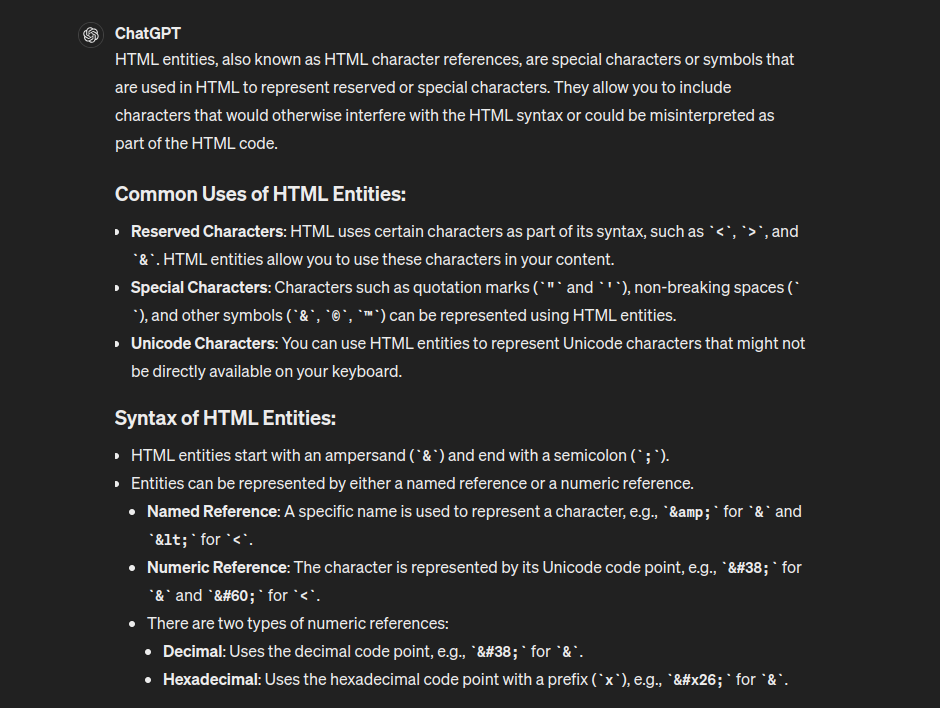 ChatGPT
HTML entities, also known as HTML character references, are special characters or symbols that
are used in HTML to represent reserved or special characters. They allow you to include
characters that would otherwise interfere with the HTML syntax or could be misinterpreted as
part of the HTML code.
Common Uses of HTML Entities:
• Reserved Characters: HTML uses certain characters as part of its syntax, such as `<`, `>`, and
`&`. HTML entities allow you to use these characters in your content.
• Special Characters: Characters such as quotation marks (`"` and `'`), non-breaking spaces (`
`), and other symbols (`&`, `©`, `™`) can be represented using HTML entities.
• Unicode Characters: You can use HTML entities to represent Unicode characters that might not
be directly available on your keyboard.
Syntax of HTML Entities:
• HTML entities start with an ampersand (`&`) and end with a semicolon (`;`).
• Entities can be represented by either a named reference or a numeric reference.
• Named Reference: A specific name is used to represent a character, e.g., `&amp;` for `&` and
`&lt;` for `<`.
• Numeric Reference: The character is represented by its Unicode code point, e.g., `&#38;` for
`&` and `&#60;` for `<`.
• There are two types of numeric references:
• Decimal: Uses the decimal code point, e.g., `&#38;` for `&`.
• Hexadecimal: Uses the hexadecimal code point with a prefix (`x`), e.g., `&#x26;` for `&`.